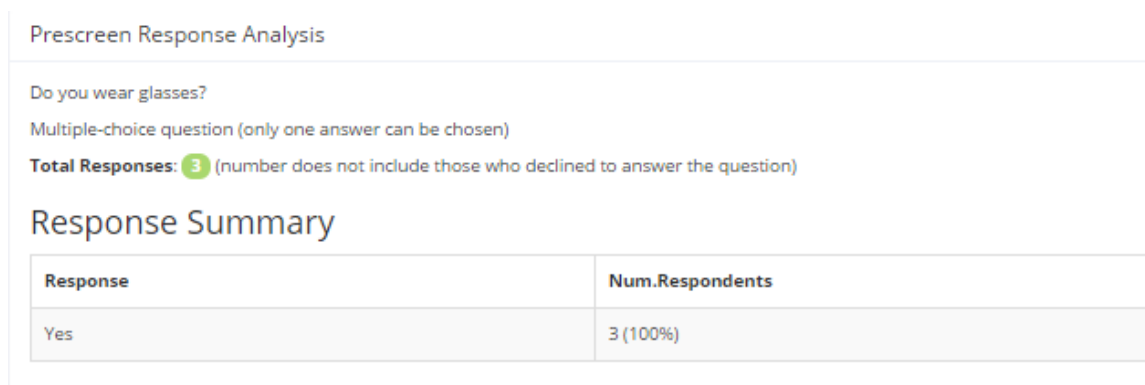 Prescreen Response Analysis
Do you wear glasses?
Multiple-choice question (only one answer can be chosen)
Total Responses: 3 (number does not include those who declined to answer the question)
Response Summary
Response Num.Respondents
Yes 3 (100%)